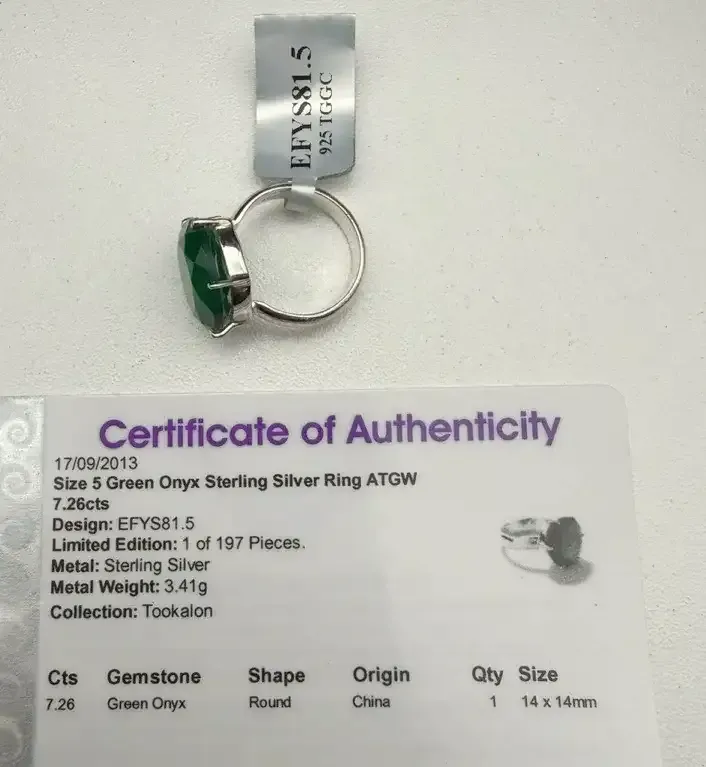 EFYS81.5
925 TGGC
Certificate of Authenticity
17/09/2013
Size 5 Green Onyx Sterling Silver Ring ATGW
7.26cts
Design: EFYS81.5
Limited Edition: 1 of 197 Pieces.
Metal: Sterling Silver
Metal Weight: 3.41g
Collection: Tookalon
Cts Gemstone Shape Origin Qty Size
7.26 Green Onyx Round China 1 14 x 14mm